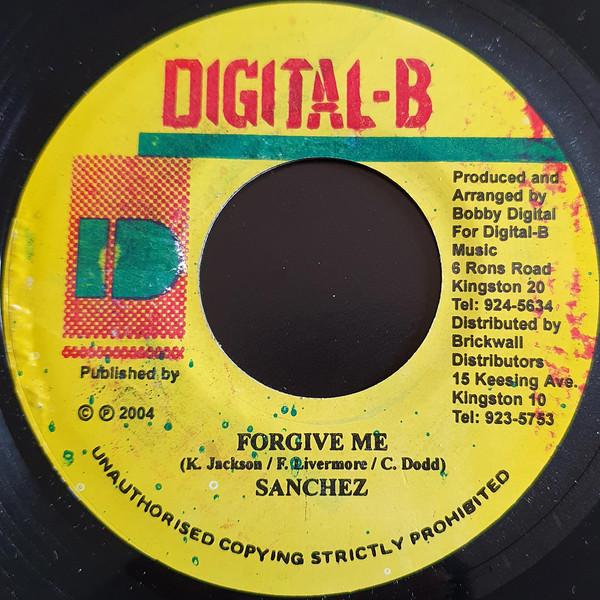 DIGITAL-B
D
Produced and
Arranged by
Bobby Digital
For Digital-B
Music
6 Rons Road
Kingston 20
Tel: 924-5634
Distributed by
Brickwall
Distributors
15 Keesing Ave.
Kingston 10
Tel: 923-5753
Published by
© ℗ 2004
FORGIVE ME
(K. Jackson / F. Livermore / C. Dodd)
SANCHEZ
UNAUTHORISED COPYING STRICTLY PROHIBITED